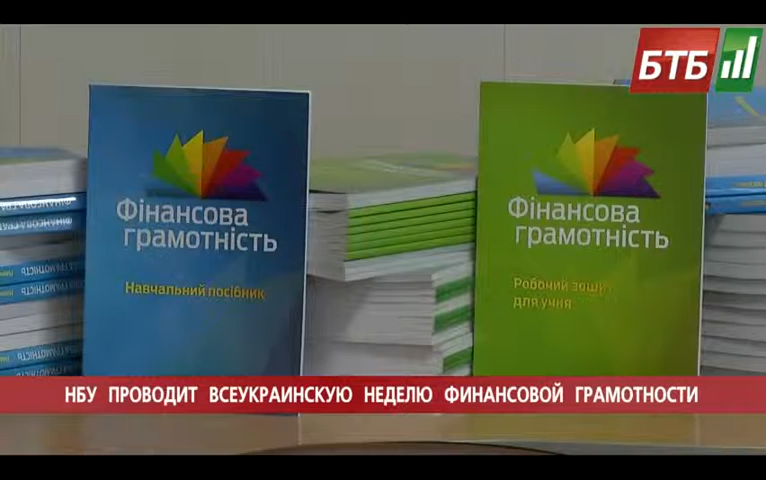 БТБ
Фінансова
грамотність
Навчальний посібник
Фінансова
грамотність
Робочий зошит
для учня
НБУ ПРОВОДИТ ВСЕУКРАИНСКУЮ НЕДЕЛЮ ФИНАНСОВОЙ ГРАМОТНОСТИ